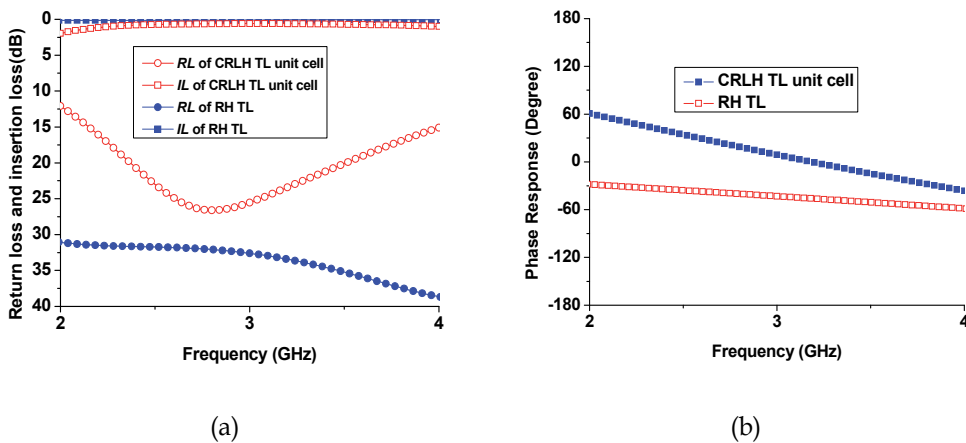 Return loss and insertion loss(dB)
0
5
10
15
20
25
30
35
40
RL of CRLH TL unit cell
IL of CRLH TL unit cell
RL of RH TL
IL of RH TL
2
3
4
Frequency (GHz)
(a)
Phase Response (Degree)
180
120
60
0
-60
-120
-180
CRLH TL unit cell
RH TL
2
3
4
Frequency (GHz)
(b)